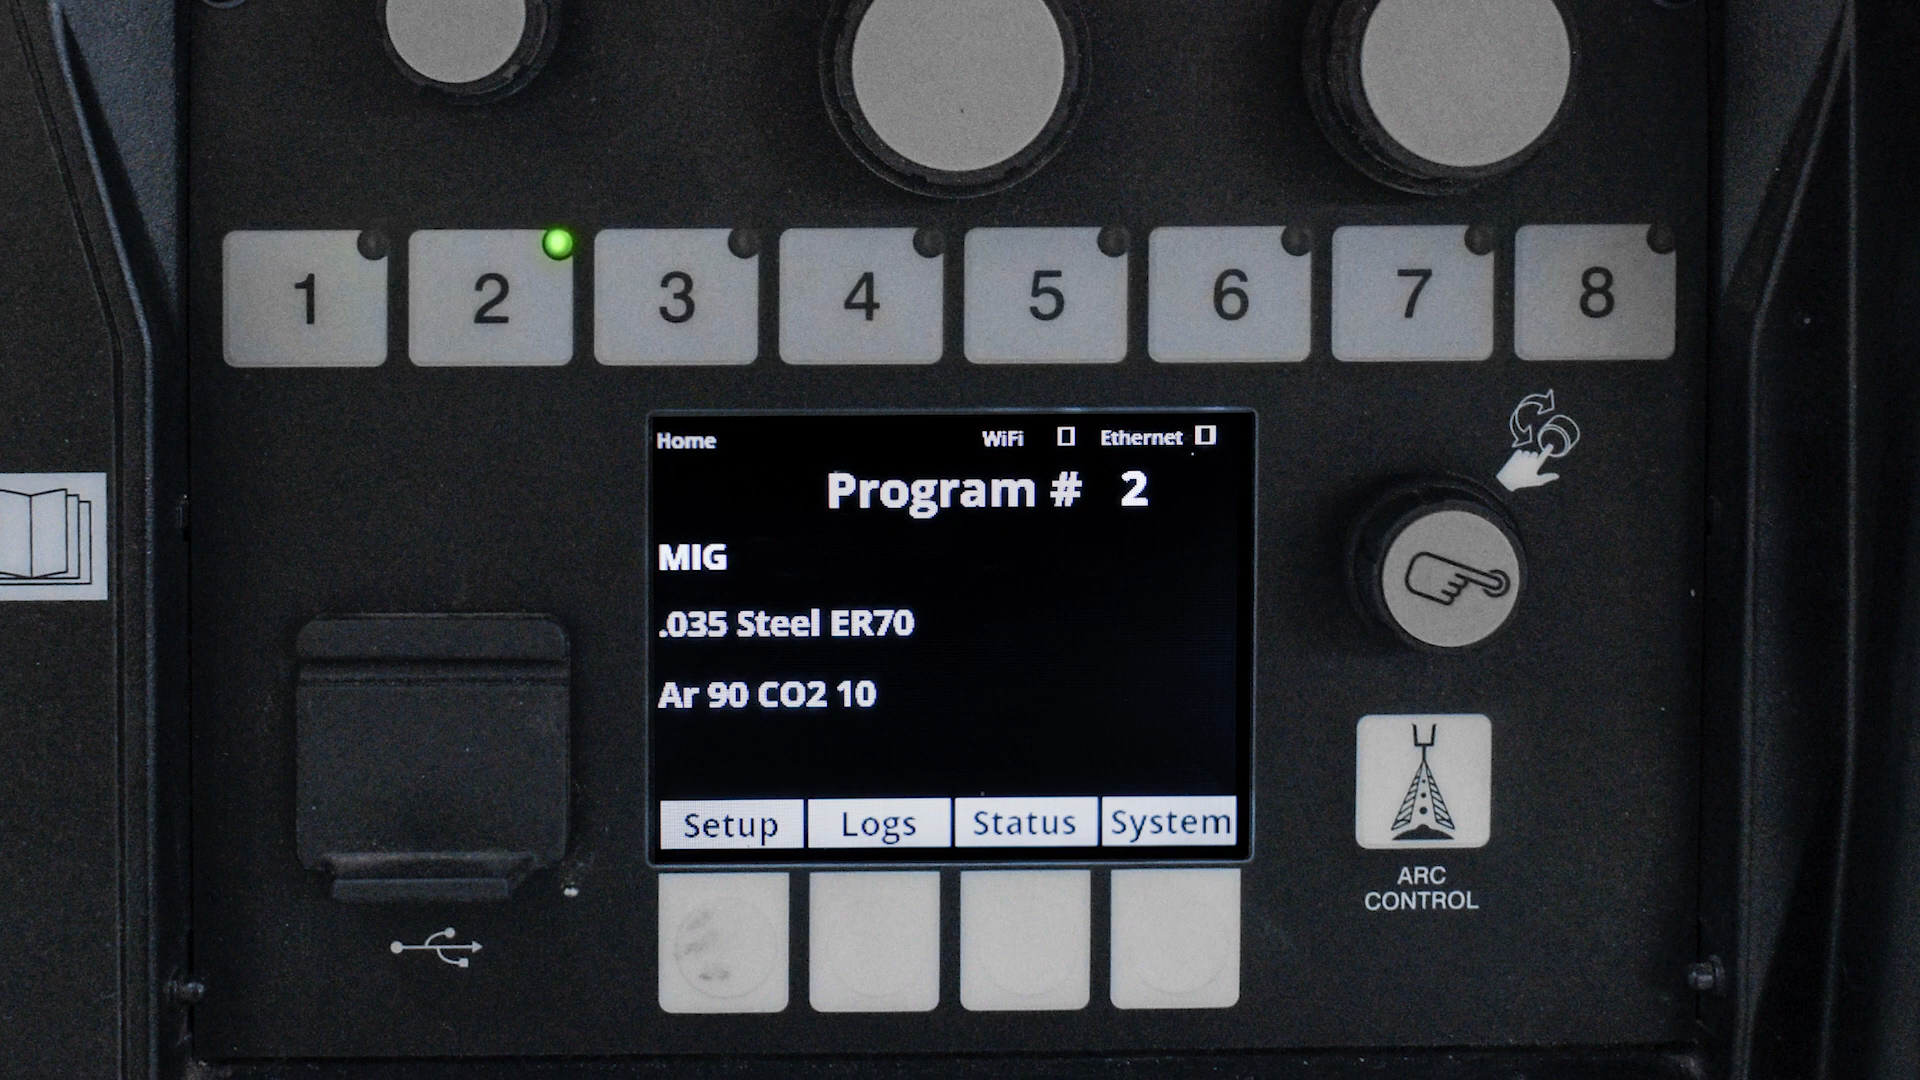 1 2 3 4 5 6 7 8
Home WiFi Ethernet
Program # 2
MIG
.035 Steel ER70
Ar 90 CO2 10
Setup Logs Status System
ARC
CONTROL